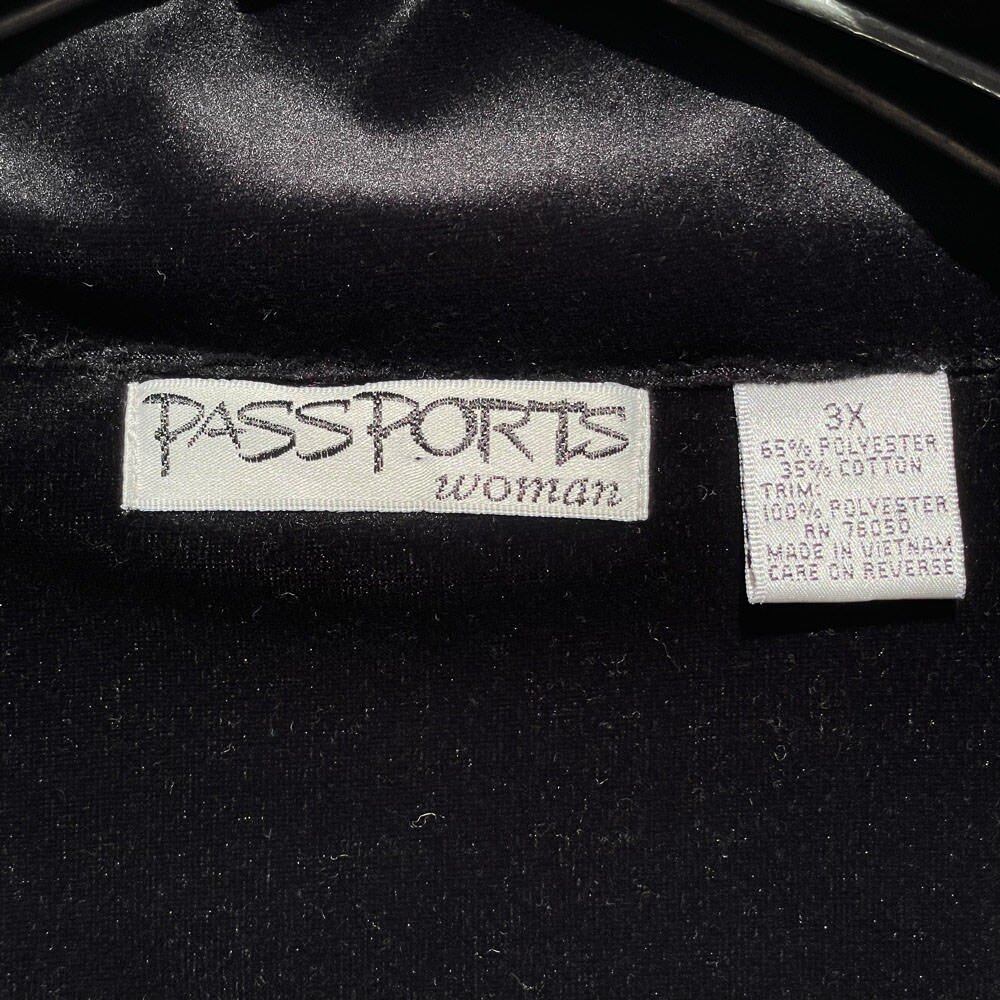 PASSPORTS
woman
3X
65% POLYESTER
35% COTTON
TRIM:
100% POLYESTER
RN 76050
MADE IN VIETNAM
CARE ON REVERSE